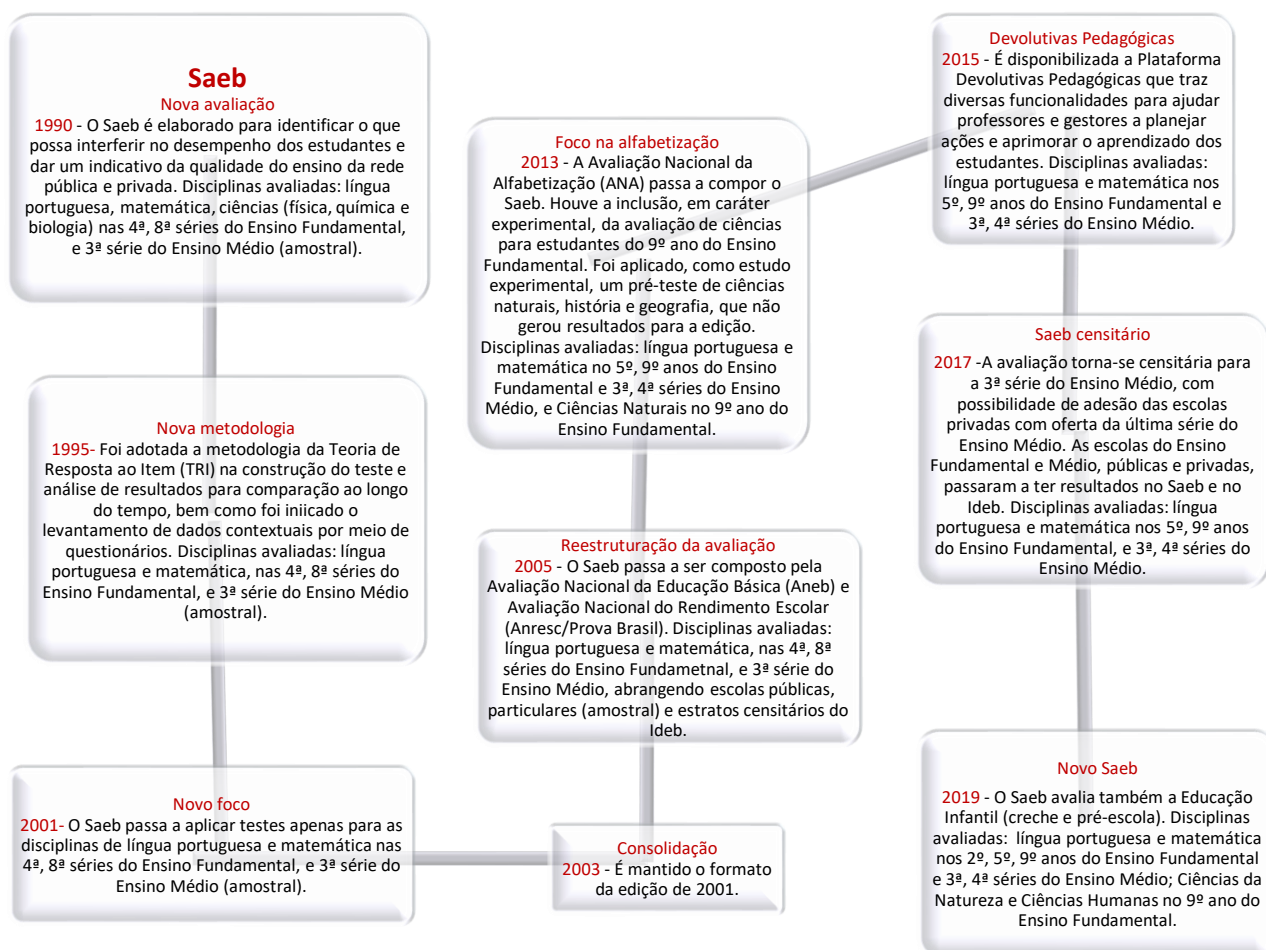 Saeb
Nova avaliação
1990 - O Saeb é elaborado para identificar o que
possa interferir no desempenho dos estudantes e
dar um indicativo da qualidade do ensino da rede
pública e privada. Disciplinas avaliadas: língua
portuguesa, matemática, ciências (física, química e
biologia) nas 4ª, 8ª séries do Ensino Fundamental,
e 3ª série do Ensino Médio (amostral).
Nova metodologia
1995- Foi adotada a metodologia da Teoria de
Resposta ao Item (TRI) na construção do teste e
análise de resultados para comparação ao longo
do tempo, bem como foi iniicado o
levantamento de dados contextuais por meio de
questionários. Disciplinas avaliadas: língua
portuguesa e matemática, nas 4ª, 8ª séries do
Ensino Fundamental, e 3ª série do Ensino Médio
(amostral).
Novo foco
2001- O Saeb passa a aplicar testes apenas para as
disciplinas de língua portuguesa e matemática nas
4ª, 8ª séries do Ensino Fundamental, e 3ª série do
Ensino Médio (amostral).
Consolidação
2003 - É mantido o formato
da edição de 2001.
Reestruturação da avaliação
2005 - O Saeb passa a ser composto pela
Avaliação Nacional da Educação Básica (Aneb) e
Avaliação Nacional do Rendimento Escolar
(Anresc/Prova Brasil). Disciplinas avaliadas:
língua portuguesa e matemática, nas 4ª, 8ª
séries do Ensino Fundametnal, e 3ª série do
Ensino Médio, abrangendo escolas públicas,
particulares (amostral) e estratos censitários do
Ideb.
Foco na alfabetização
2013 - A Avaliação Nacional da
Alfabetização (ANA) passa a compor o
Saeb. Houve a inclusão, em caráter
experimental, da avaliação de ciências
para estudantes do 9º ano do Ensino
Fundamental. Foi aplicado, como estudo
experimental, um pré-teste de ciências
naturais, história e geografia, que não
gerou resultados para a edição.
Disciplinas avaliadas: língua portuguesa e
matemática no 5º, 9º anos do Ensino
Fundamental e 3ª, 4ª séries do Ensino
Médio, e Ciências Naturais no 9º ano do
Ensino Fundamental.
Devolutivas Pedagógicas
2015 - É disponibilizada a Plataforma
Devolutivas Pedagógicas que traz
diversas funcionalidades para ajudar
professores e gestores a planejar
ações e aprimorar o aprendizado dos
estudantes. Disciplinas avaliadas:
língua portuguesa e matemática nos
5º, 9º anos do Ensino Fundamental e
3ª, 4ª séries do Ensino Médio.
Saeb censitário
2017 -A avaliação torna-se censitária para
a 3ª série do Ensino Médio, com
possibilidade de adesão das escolas
privadas com oferta da última série do
Ensino Médio. As escolas do Ensino
Fundamental e Médio, públicas e privadas,
passaram a ter resultados no Saeb e no
Ideb. Disciplinas avaliadas: língua
portuguesa e matemática nos 5º, 9º anos
do Ensino Fundamental, e 3ª, 4ª séries do
Ensino Médio.
Novo Saeb
2019 - O Saeb avalia também a Educação
Infantil (creche e pré-escola). Disciplinas
avaliadas: língua portuguesa e matemática
nos 2º, 5º, 9º anos do Ensino Fundamental
e 3ª, 4ª séries do Ensino Médio; Ciências da
Natureza e Ciências Humanas no 9º ano do
Ensino Fundamental.